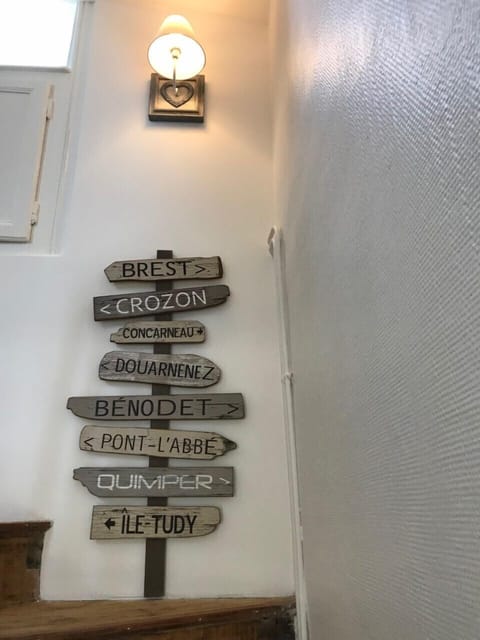 BREST >
< CROZON
CONCARNEAU →
< DOUARNENEZ
BÉNODET >
< PONT-L'ABBÉ
QUIMPER >
← ÎLE-TUDY